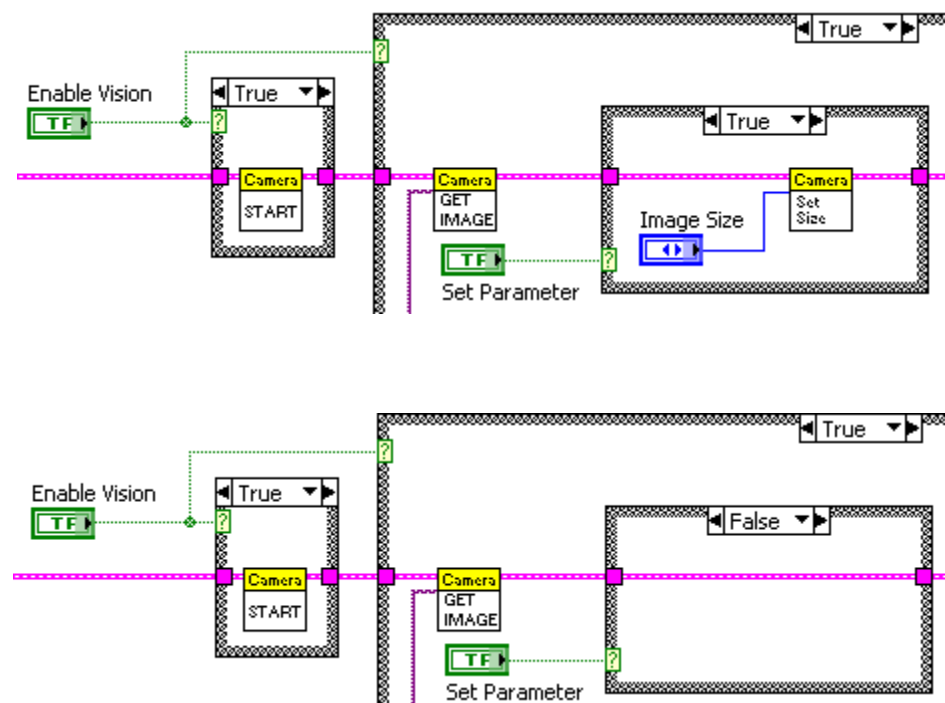 True
?
Enable Vision
True
TF
?
Camera
START
Camera
GET
IMAGE
True
Camera
Set
Size
Image Size
TF
?
Set Parameter
True
?
Enable Vision
True
TF
?
Camera
START
Camera
GET
IMAGE
False
TF
?
Set Parameter